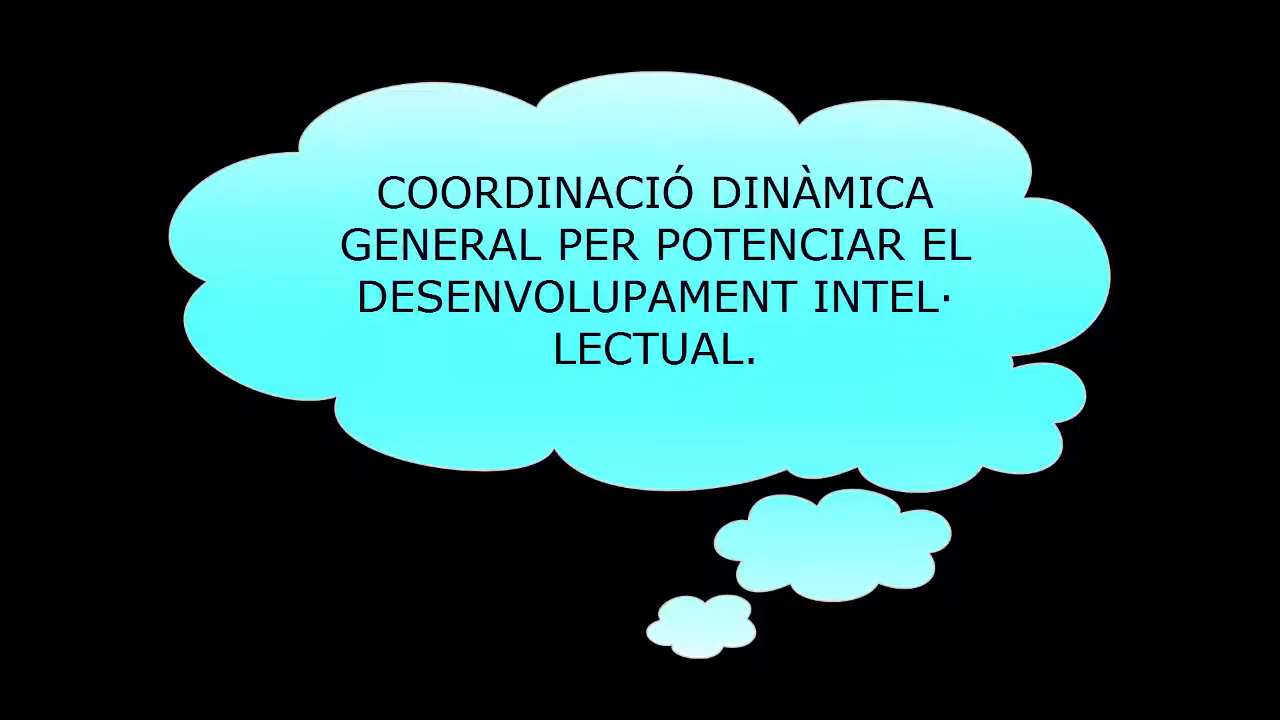 COORDINACIÓ DINÀMICA
GENERAL PER POTENCIAR EL
DESENVOLUPAMENT INTEL·
LECTUAL.